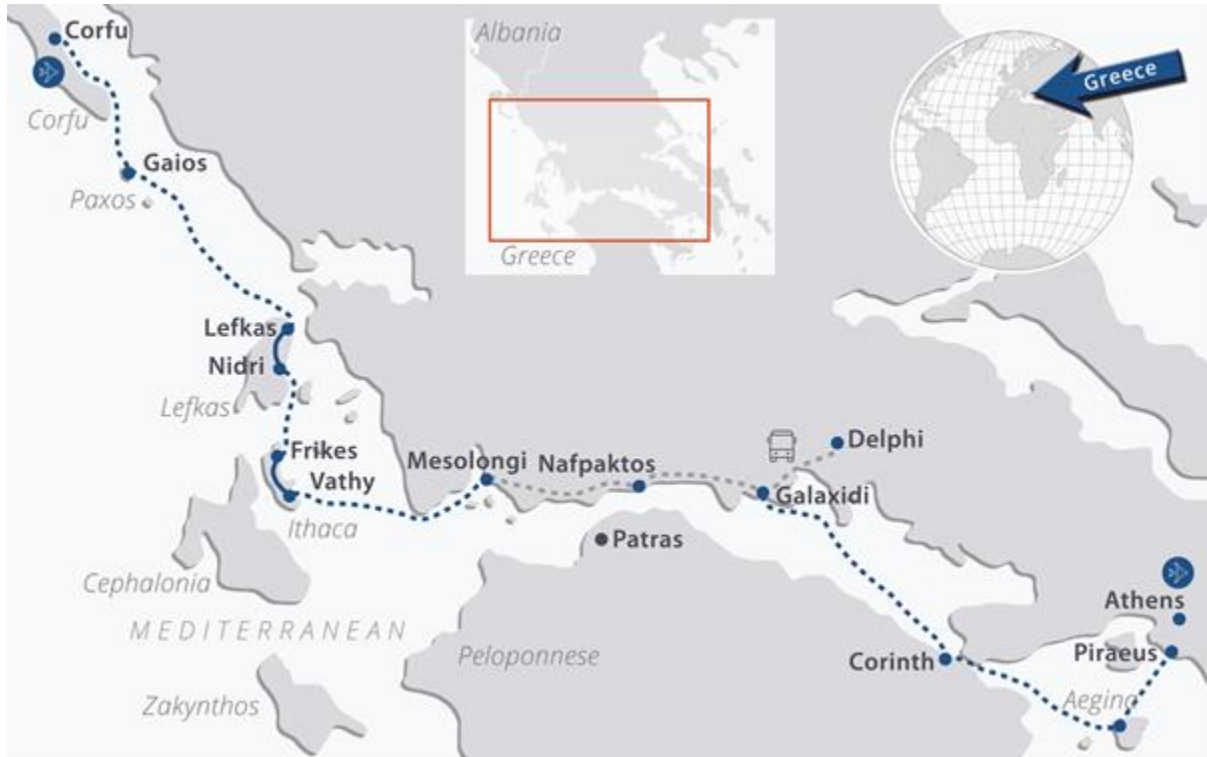 Corfu
Albania
Greece
Corfu
Gaios
Paxos
Greece
Lefkas
Nidri
Lefkas
Frikes
Mesolongi
Nafpaktos
Delphi
Vathy
Galaxidi
Ithaca
Patras
Cephalonia
Athens
MEDITERRANEAN
Peloponnese
Corinth
Piraeus
Zakynthos
Aegina